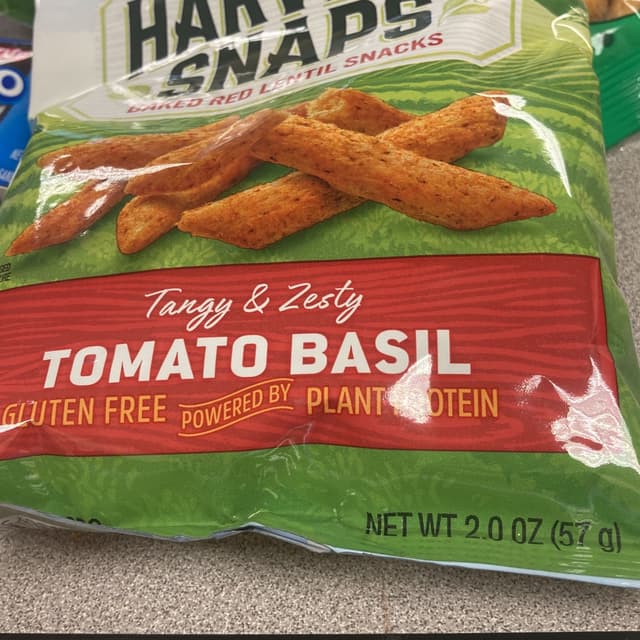 SNAPS
BAKED RED LENTIL SNACKS
Tangy & Zesty
TOMATO BASIL
GLUTEN FREE POWERED BY PLANT PROTEIN
NET WT 2.0 OZ (57 g)